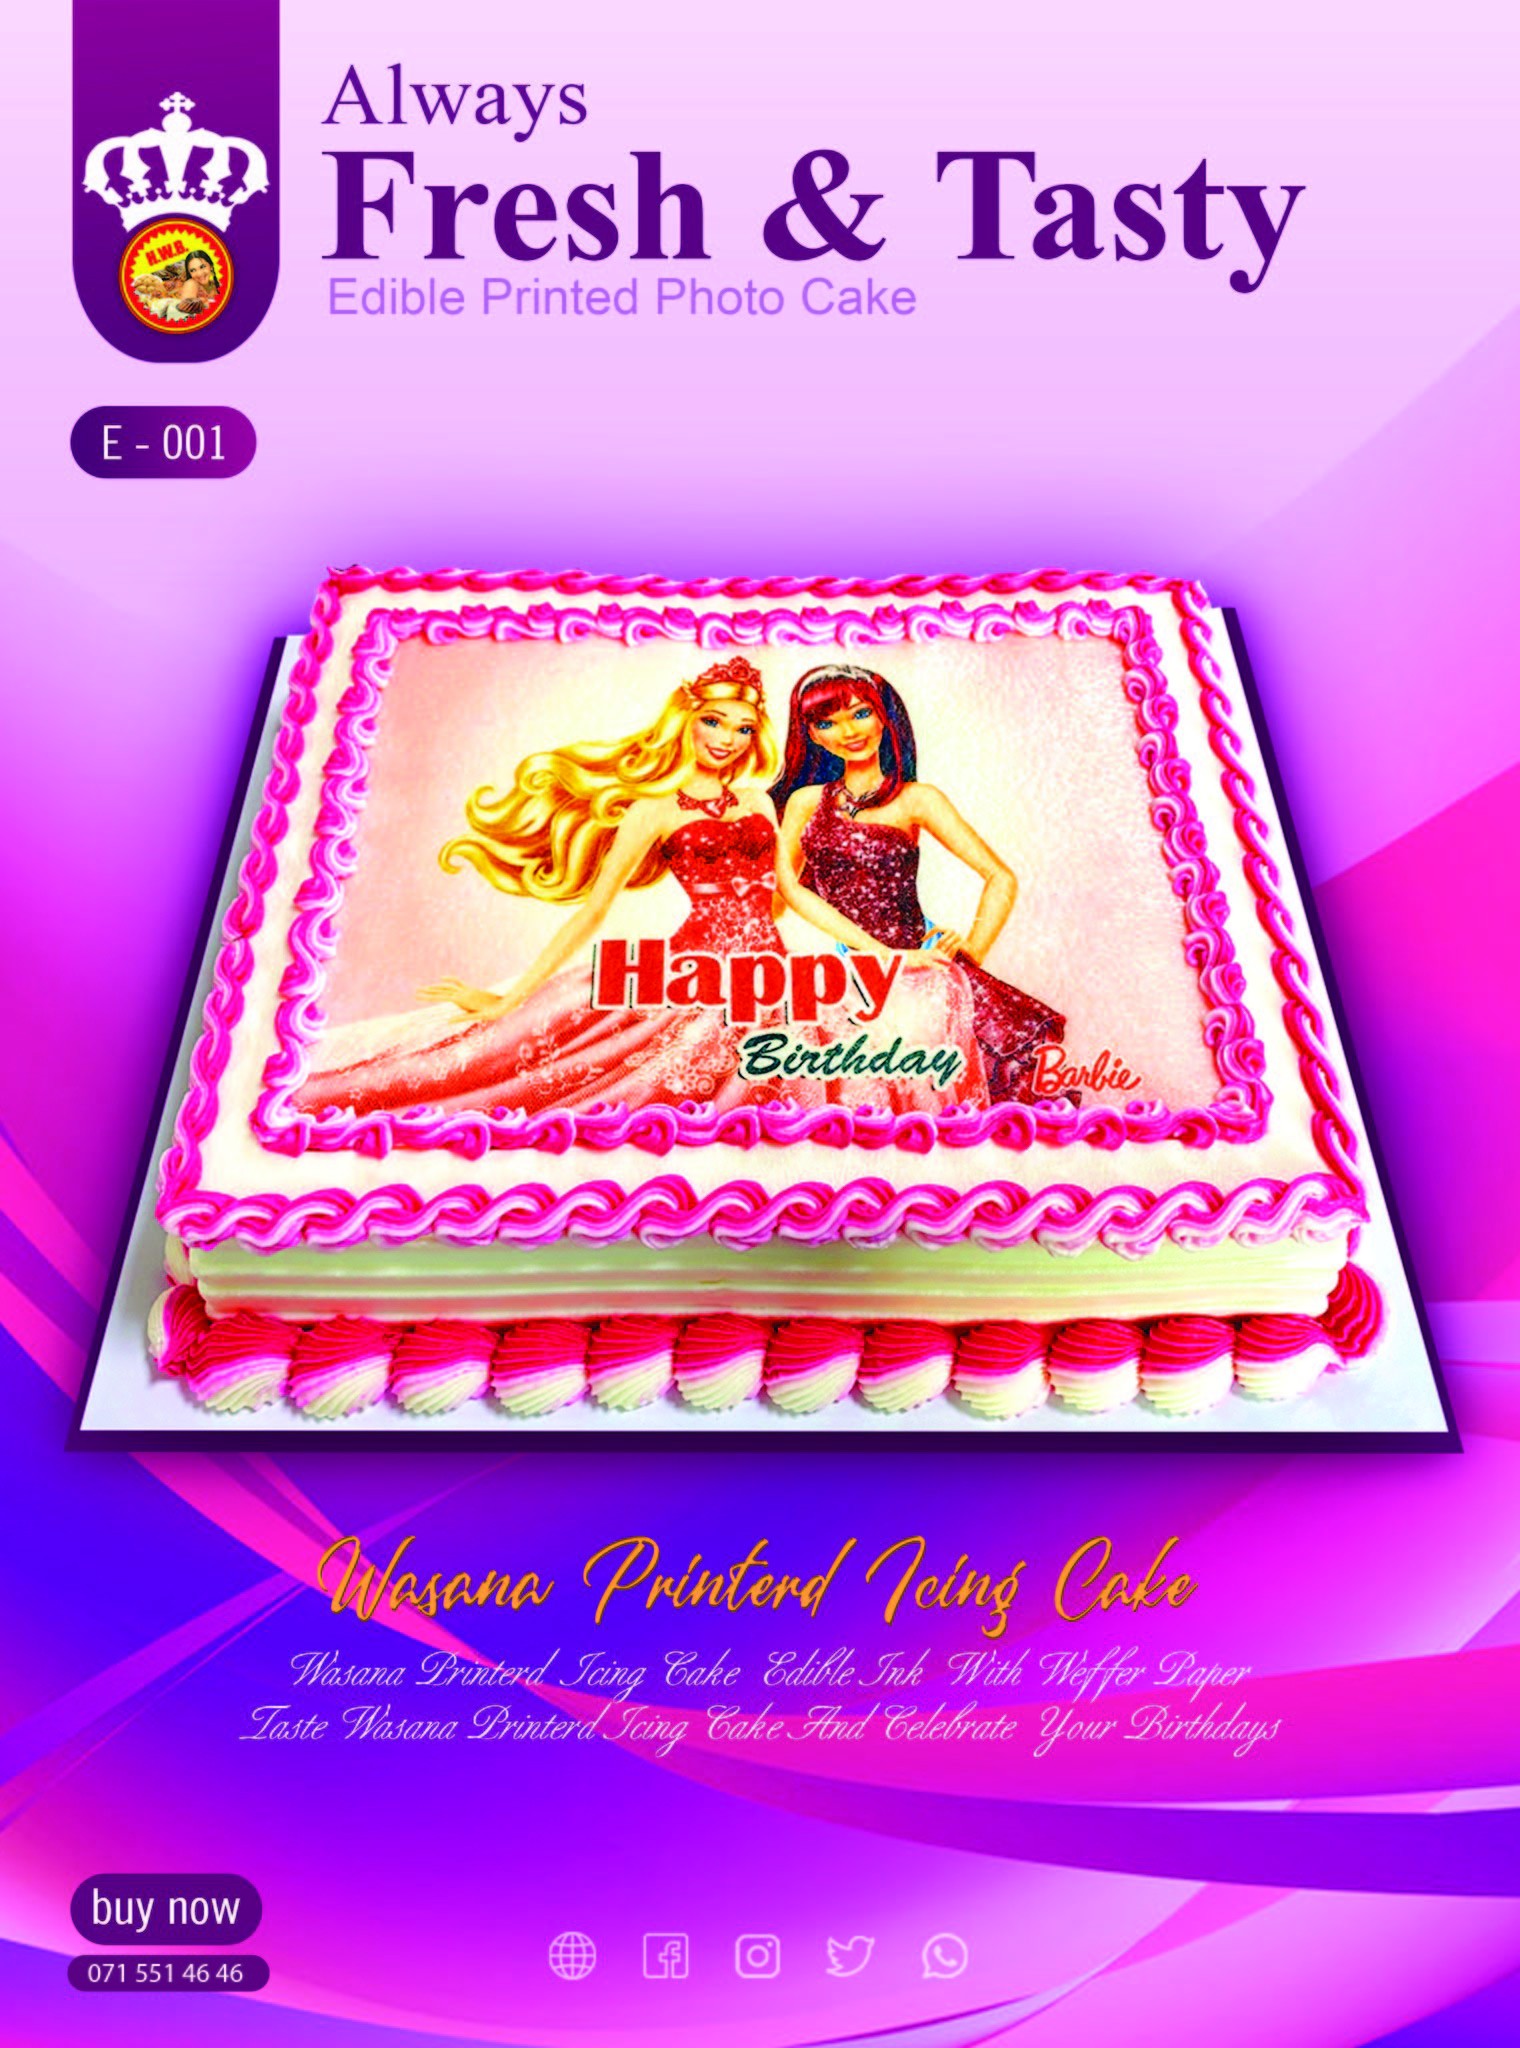 Always
Fresh & Tasty
Edible Printed Photo Cake
H.W.B.
E - 001
Happy
Birthday
Barbie
Wasana Printerd Icing Cake
Wasana Printerd Icing Cake Edible Ink With Weffer Paper
Taste Wasana Printerd Icing Cake And Celebrate Your Birthdays
buy now
071 551 46 46